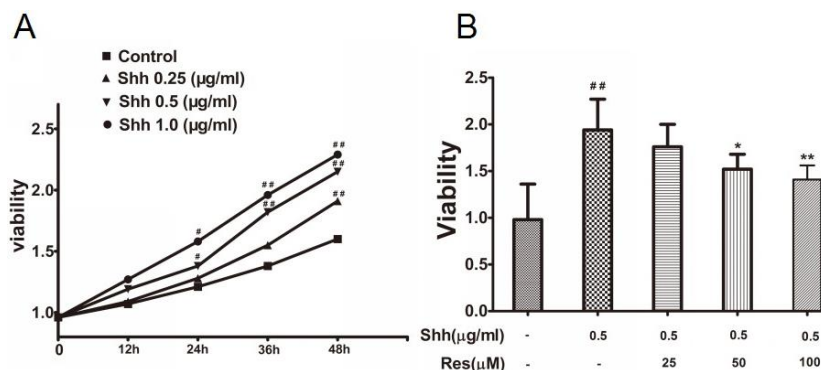 A
Control
Shh 0.25 (μg/ml)
Shh 0.5 (μg/ml)
Shh 1.0 (μg/ml)
viability
2.5
2.0
1.5
1.0
# # # # # #
# # # #
# # #
0 12h 24h 36h 48h
B
Viability
2.5
2.0
1.5
1.0
0.5
0.0
# #
*
**
Shh(μg/ml) - 0.5 0.5 0.5 0.5
Res(μM) - - 25 50 100